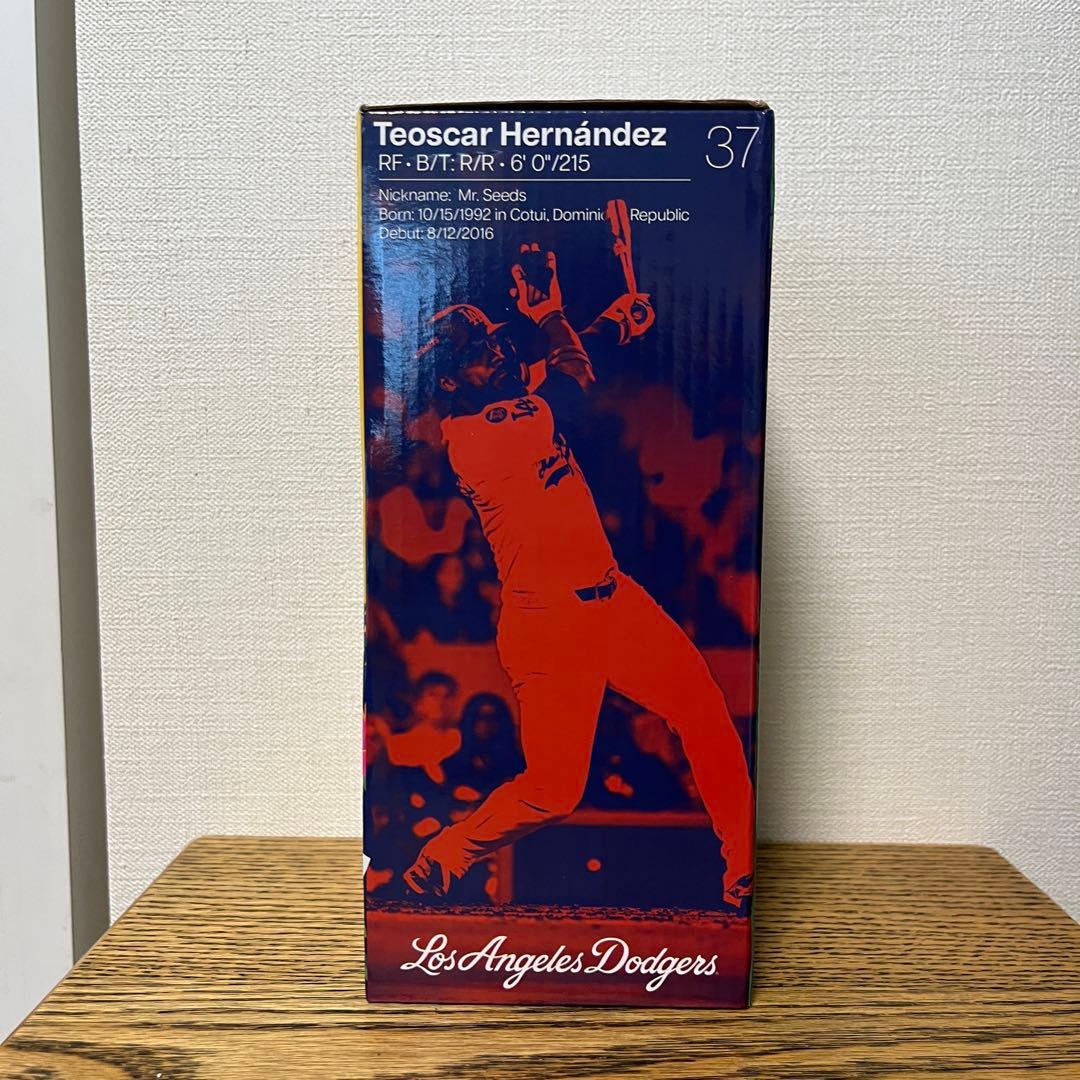 Teoscar Hernández 37
RF • B/T: R/R • 6' 0"/215
Nickname: Mr. Seeds
Born: 10/15/1992 in Cotui, Dominic Republic
Debut: 8/12/2016
Los Angeles Dodgers